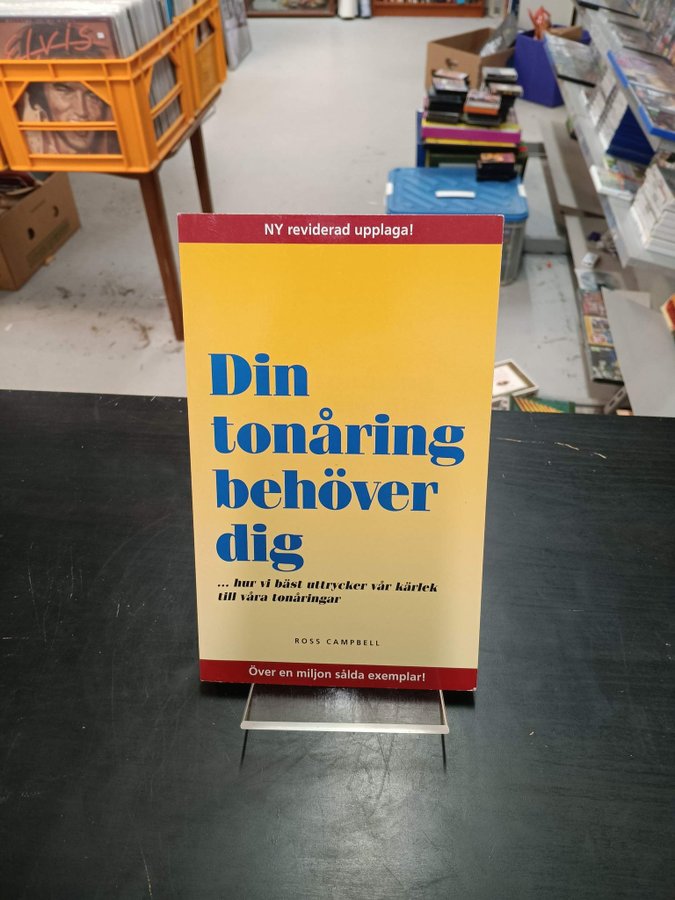 ELVIS
NY reviderad upplaga!
Din
tonåring
behöver
dig
... hur vi bäst uttrycker vår kärlek
till våra tonåringar
ROSS CAMPBELL
Över en miljon sålda exemplar!